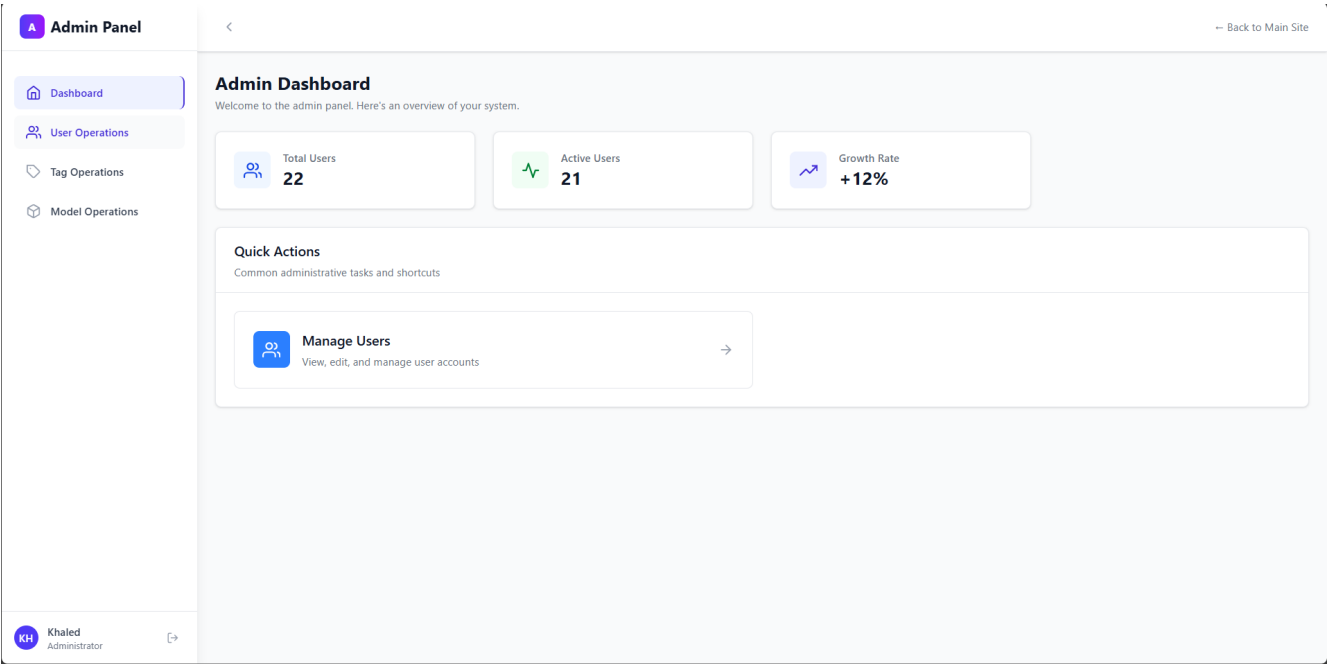 A Admin Panel
← Back to Main Site
Dashboard
User Operations
Tag Operations
Model Operations
Admin Dashboard
Welcome to the admin panel. Here's an overview of your system.
Total Users
22
Active Users
21
Growth Rate
+12%
Quick Actions
Common administrative tasks and shortcuts
Manage Users
View, edit, and manage user accounts
KH
Khaled
Administrator